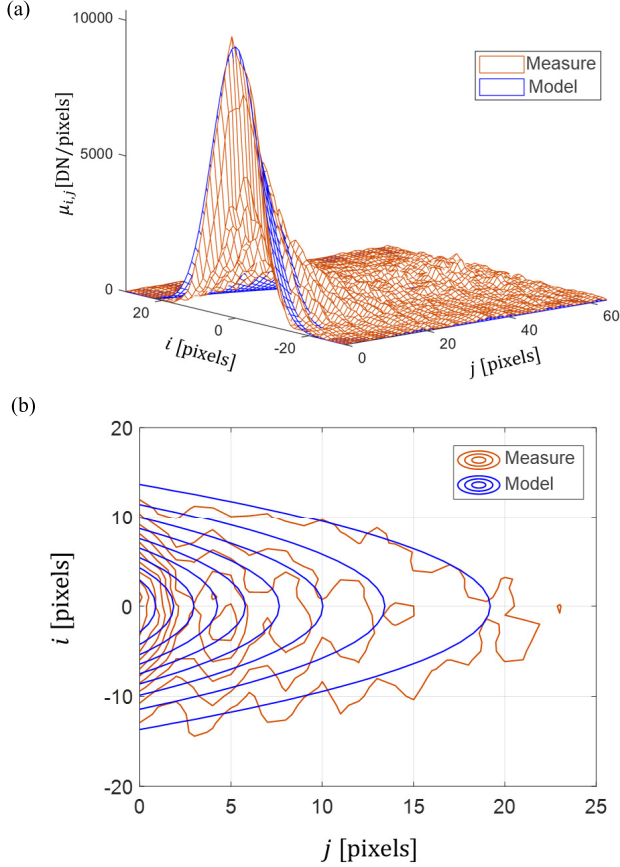 (a)
10000
5000
0
μi,j[DN/pixels]
Measure
Model
20
0
-20
i [pixels]
0
20
40
60
j [pixels]
(b)
20
10
0
-10
-20
i [pixels]
Measure
Model
0
5
10
15
20
25
j [pixels]